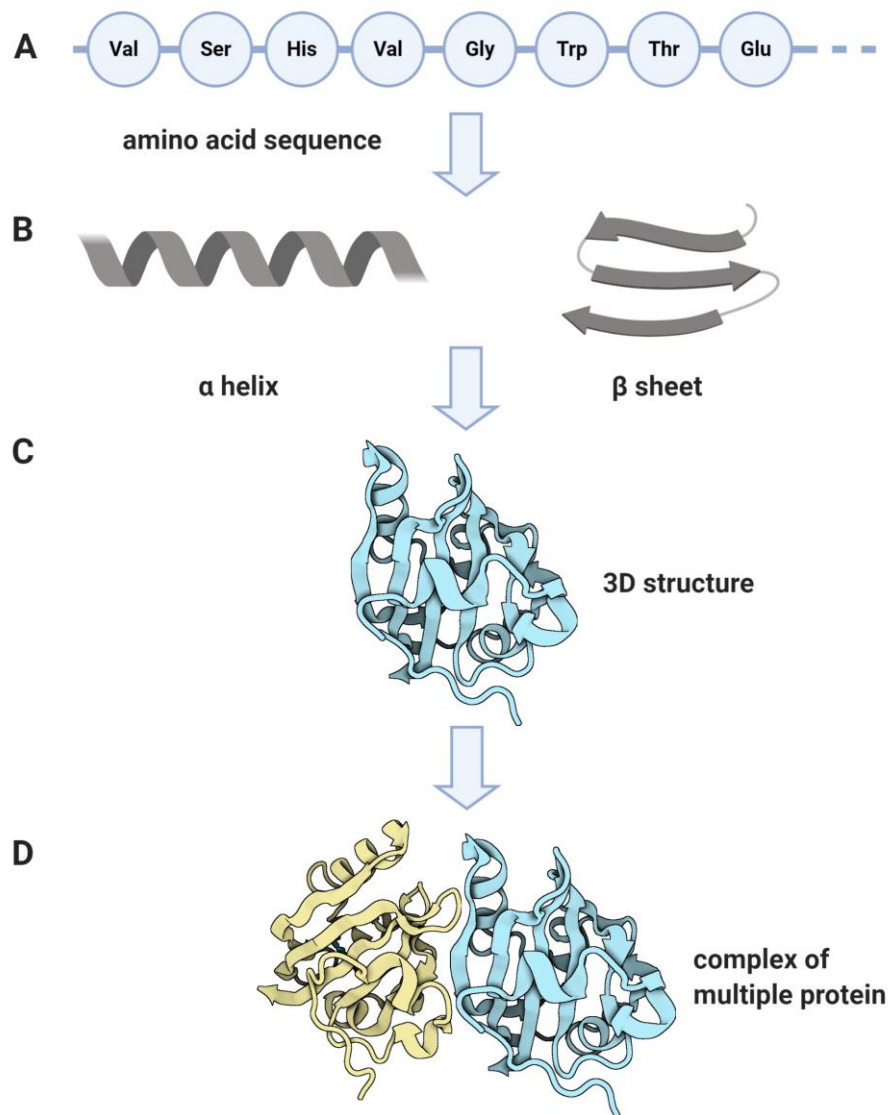 A
Val Ser His Val Gly Trp Thr Glu
amino acid sequence
B
α helix
β sheet
C
3D structure
D
complex of
multiple protein